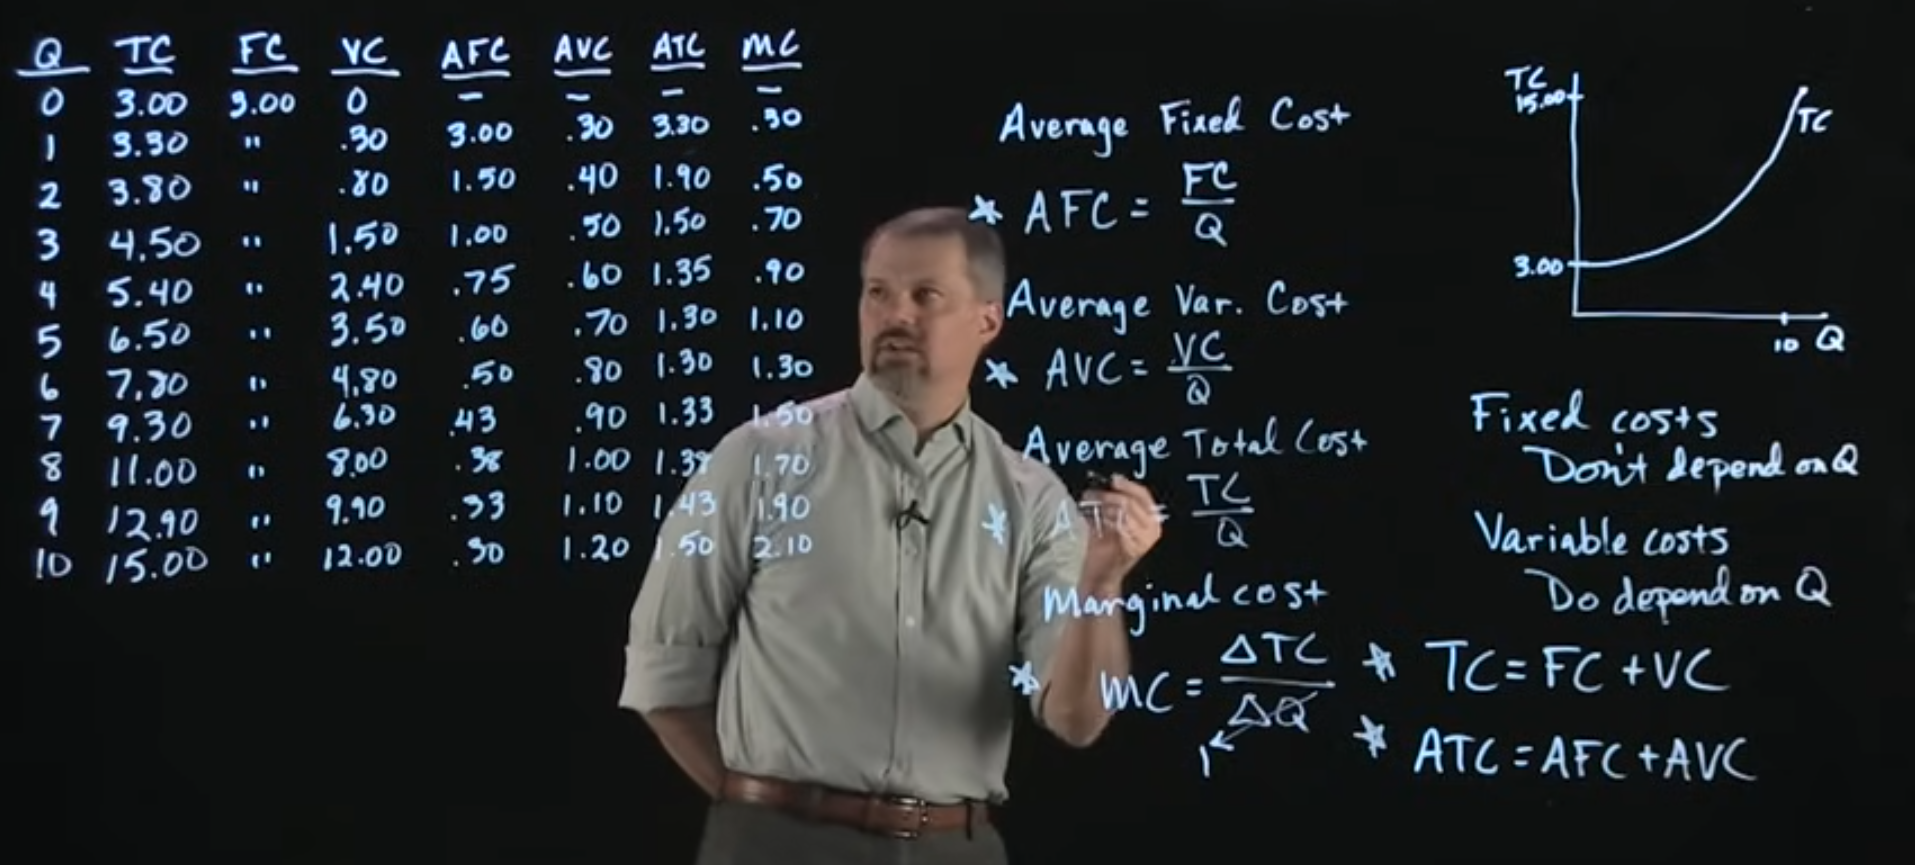 Q TC FC VC AFC AVC ATC MC
0 3.00 3.00 0 - - - -
1 3.30 " .30 3.00 .30 3.30 .30
2 3.80 " .80 1.50 .40 1.90 .50
3 4.50 " 1.50 1.00 .50 1.50 .70
4 5.40 " 2.40 .75 .60 1.35 .90
5 6.50 " 3.50 .60 .70 1.30 1.10
6 7.80 " 4.80 .50 .80 1.30 1.30
7 9.30 " 6.30 .43 .90 1.33 1.50
8 11.00 " 8.00 .38 1.00 1.38 1.70
9 12.90 " 9.90 .33 1.10 1.43 1.90
10 15.00 " 12.00 .30 1.20 1.50 2.10
Average Fixed Cost
* AFC = FC/Q
Average Var. Cost
* AVC = VC/Q
Average Total Cost
* ATC = TC/Q
Marginal cost
* MC = ΔTC/ΔQ
1
TC
15.00
TC
3.00
10 Q
Fixed costs
Don't depend on Q
Variable costs
Do depend on Q
* TC = FC + VC
* ATC = AFC + AVC